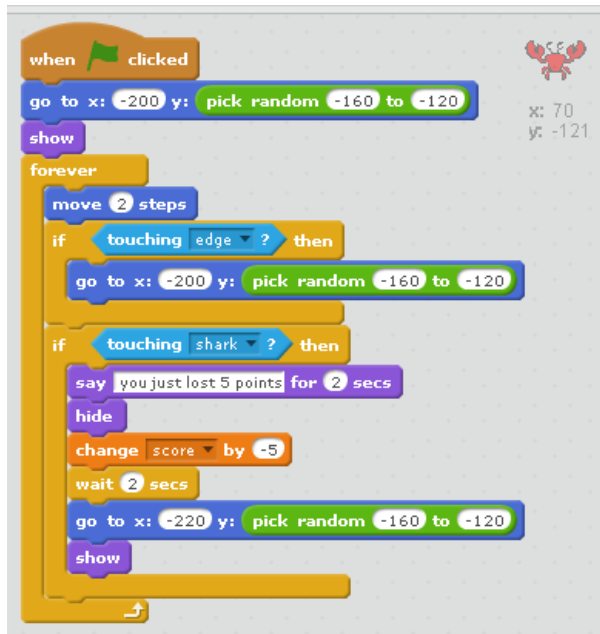 when clicked
go to x: -200 y: pick random -160 to -120
x: 70
y: -121
show
forever
move 2 steps
if touching edge ? then
go to x: -200 y: pick random -160 to -120
if touching shark ? then
say you just lost 5 points for 2 secs
hide
change score by -5
wait 2 secs
go to x: -220 y: pick random -160 to -120
show